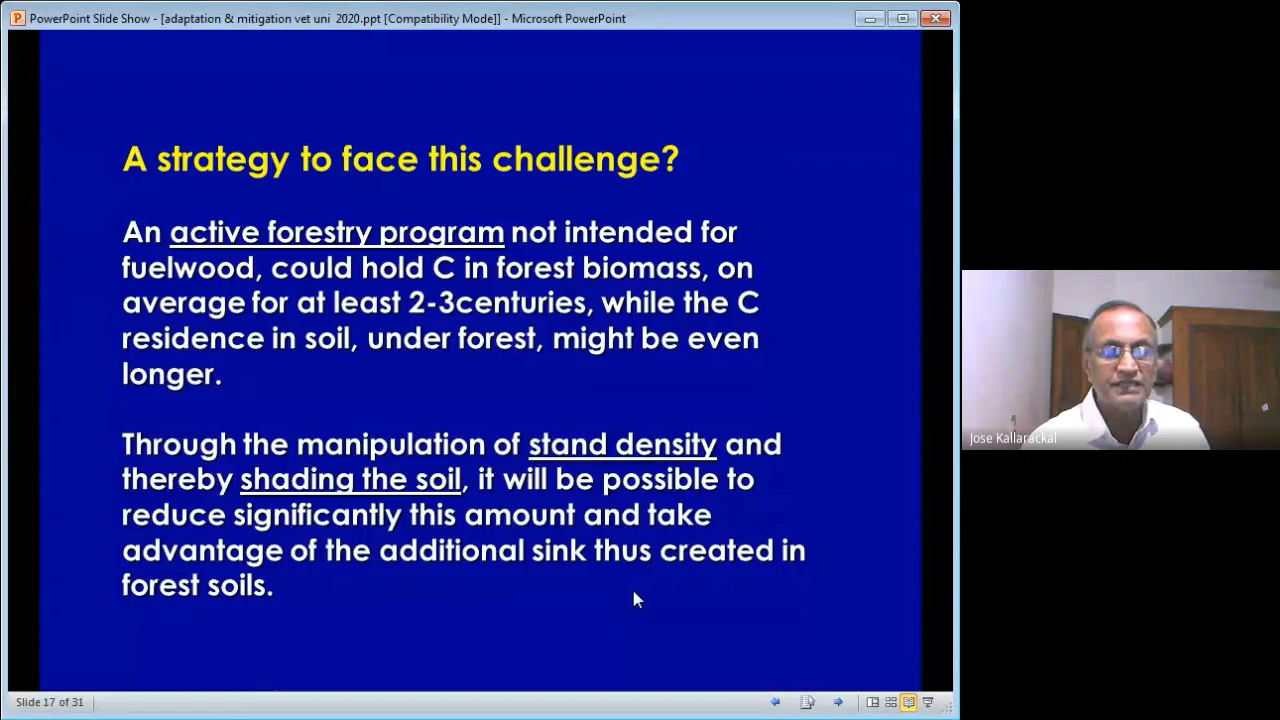 PowerPoint Slide Show - [adaptation & mitigation vet uni 2020.ppt [Compatibility Mode]] - Microsoft PowerPoint
A strategy to face this challenge?
An active forestry program not intended for
fuelwood, could hold C in forest biomass, on
average for at least 2-3centuries, while the C
residence in soil, under forest, might be even
longer.
Through the manipulation of stand density and
thereby shading the soil, it will be possible to
reduce significantly this amount and take
advantage of the additional sink thus created in
forest soils.
Jose Kallarackal
Slide 17 of 31